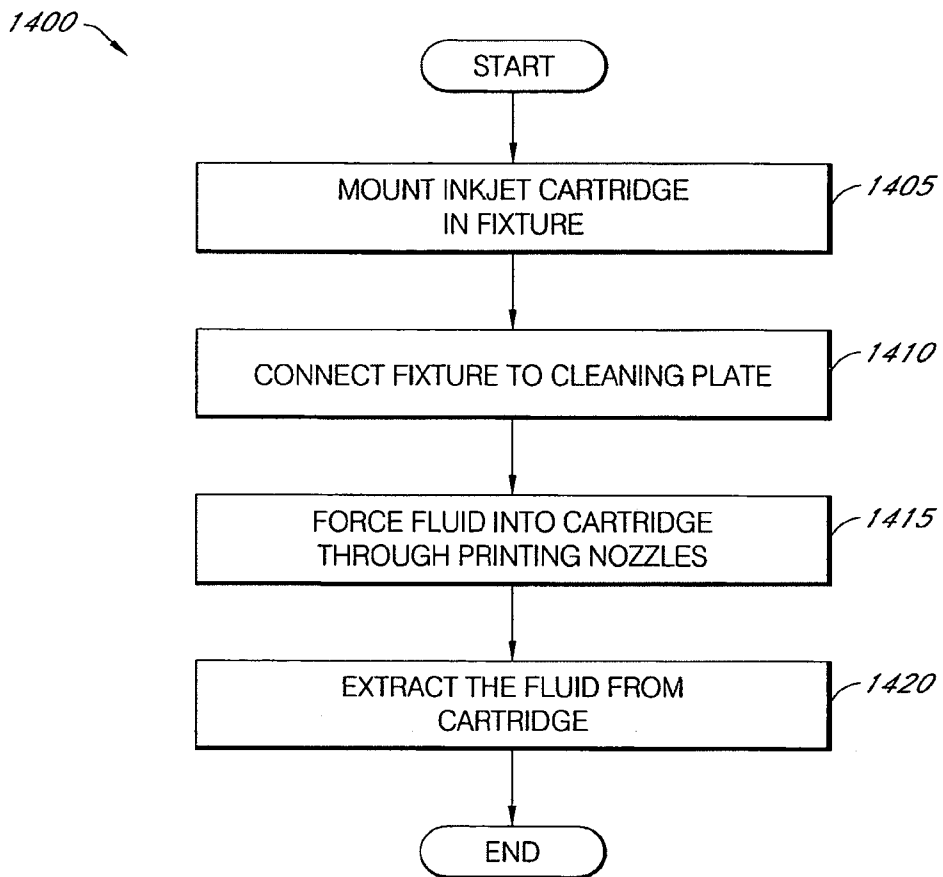 1400
START
MOUNT INKJET CARTRIDGE
IN FIXTURE
1405
CONNECT FIXTURE TO CLEANING PLATE
1410
FORCE FLUID INTO CARTRIDGE
THROUGH PRINTING NOZZLES
1415
EXTRACT THE FLUID FROM
CARTRIDGE
1420
END